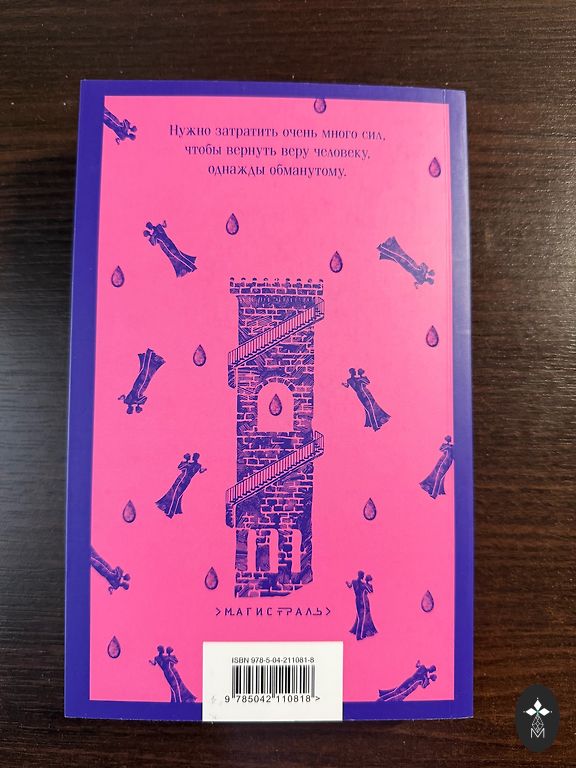 Нужно затратить очень много сил,
чтобы вернуть веру человеку,
однажды обманутому.
>МАГИСТРАЛЬ>
ISBN 978-5-04-211081-8
9 785042 110818 >
M